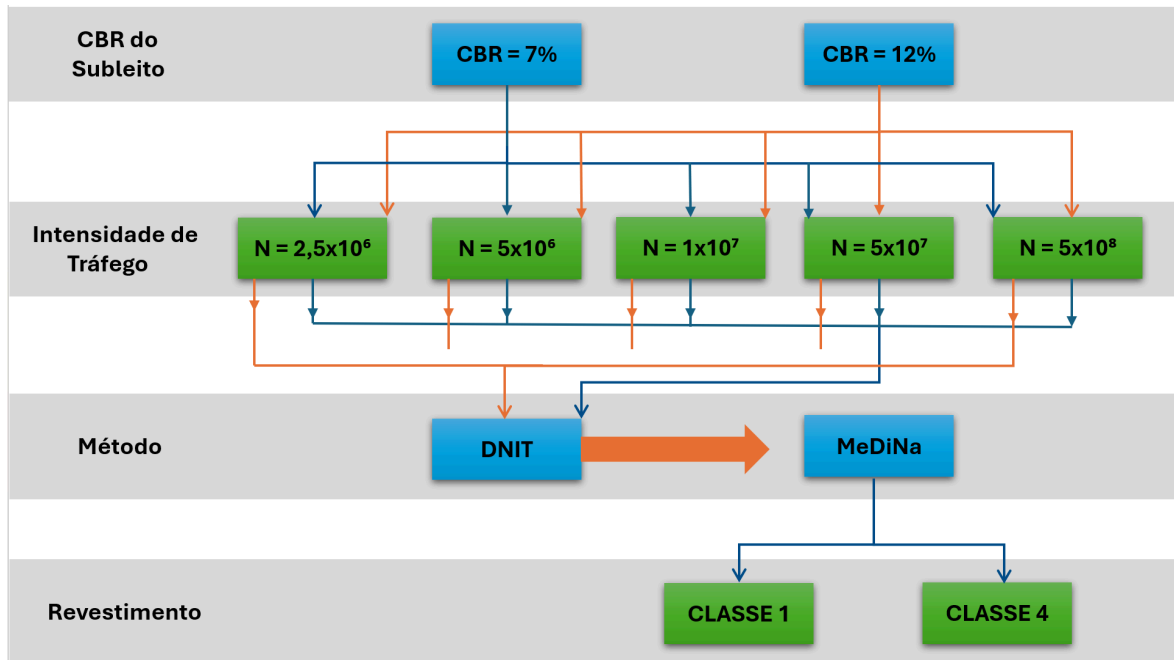 CBR do
Subleito
CBR = 7%
CBR = 12%
Intensidade de
Tráfego
N = 2,5x10⁶
N = 5x10⁶
N = 1x10⁷
N = 5x10⁷
N = 5x10⁸
Método
DNIT
MeDiNa
Revestimento
CLASSE 1
CLASSE 4